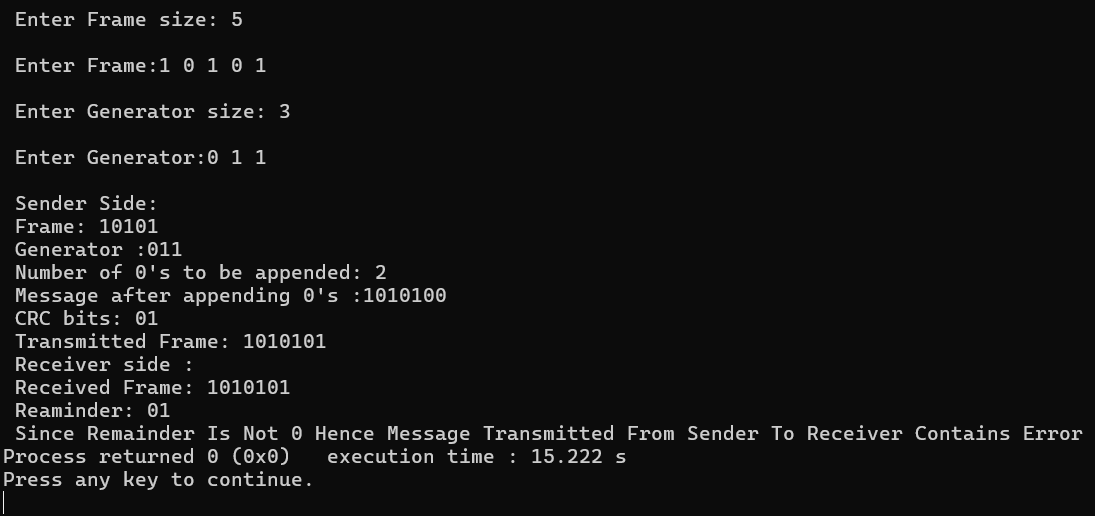 Enter Frame size: 5
Enter Frame:1 0 1 0 1
Enter Generator size: 3
Enter Generator:0 1 1
Sender Side:
Frame: 10101
Generator :011
Number of 0's to be appended: 2
Message after appending 0's :1010100
CRC bits: 01
Transmitted Frame: 1010101
Receiver side :
Received Frame: 1010101
Reaminder: 01
Since Remainder Is Not 0 Hence Message Transmitted From Sender To Receiver Contains Error
Process returned 0 (0x0)   execution time : 15.222 s
Press any key to continue.